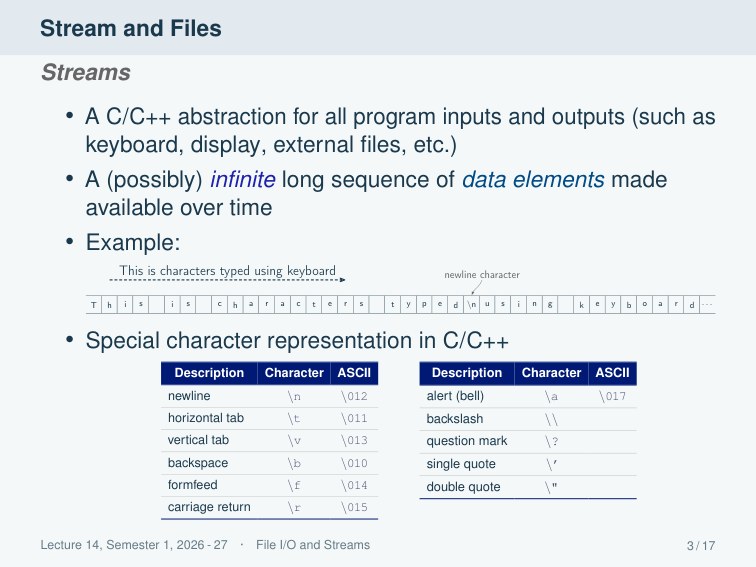 Stream and Files
Streams
• A C/C++ abstraction for all program inputs and outputs (such as
keyboard, display, external files, etc.)
• A (possibly) infinite long sequence of data elements made
available over time
• Example:
This is characters typed using keyboard
newline character
T h i s   i s   c h a r a c t e r s   t y p e d \n u s i n g   k e y b o a r d ...
• Special character representation in C/C++
Description Character ASCII
newline \n \012
horizontal tab \t \011
vertical tab \v \013
backspace \b \010
formfeed \f \014
carriage return \r \015
Description Character ASCII
alert (bell) \a \017
backslash \\
question mark \?
single quote \'
double quote \"
Lecture 14, Semester 1, 2026 - 27 · File I/O and Streams 3 / 17